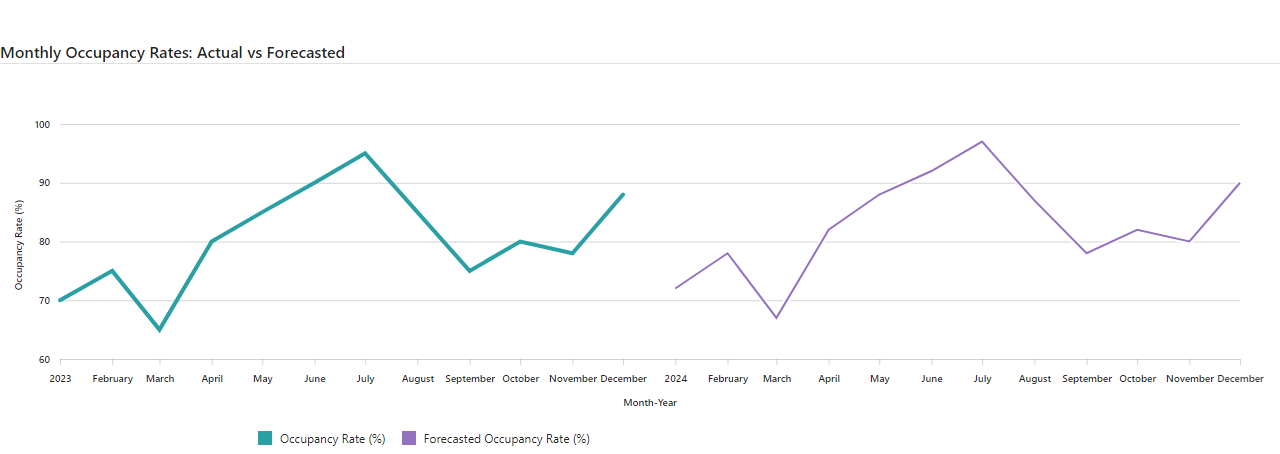 Monthly Occupancy Rates: Actual vs Forecasted
100
90
80
70
60
Occupancy Rate (%)
2023 February March April May June July August September October November December 2024 February March April May June July August September October November December
Month-Year
Occupancy Rate (%) Forecasted Occupancy Rate (%)